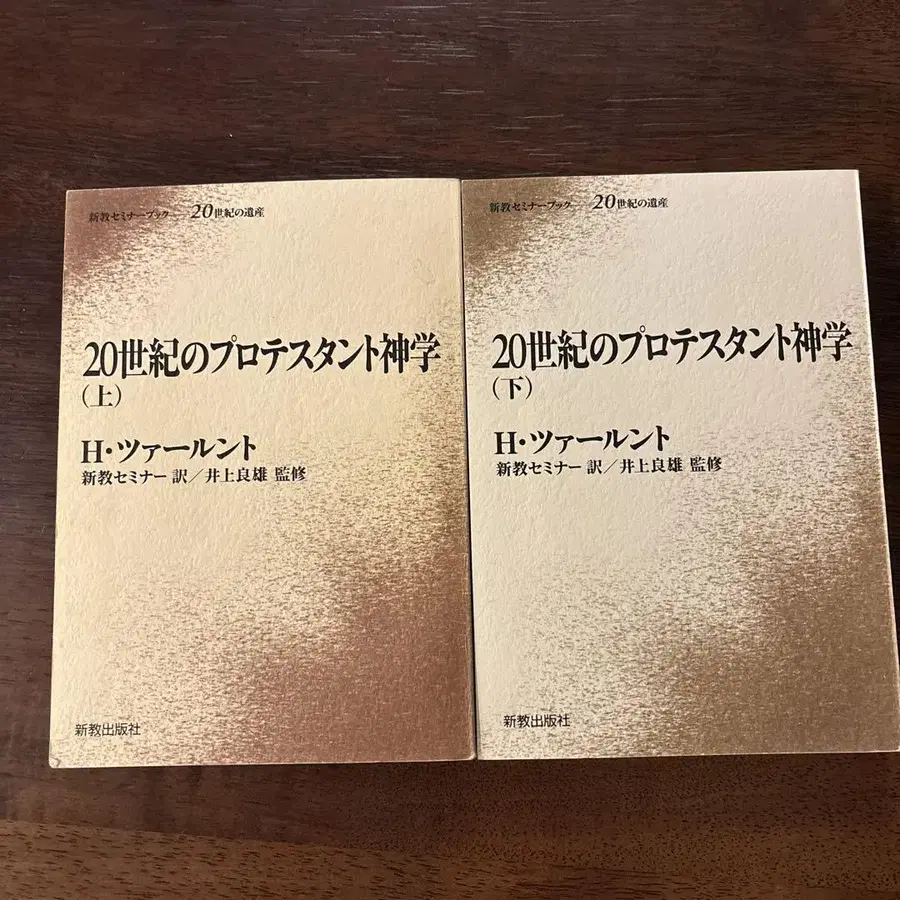 新教セミナーブック 20世紀の遺産
20世紀のプロテスタント神学
(上)
H・ツァールント
新教セミナー 訳/井上良雄 監修
新教出版社
新教セミナーブック 20世紀の遺産
20世紀のプロテスタント神学
(下)
H・ツァールント
新教セミナー 訳/井上良雄 監修
新教出版社